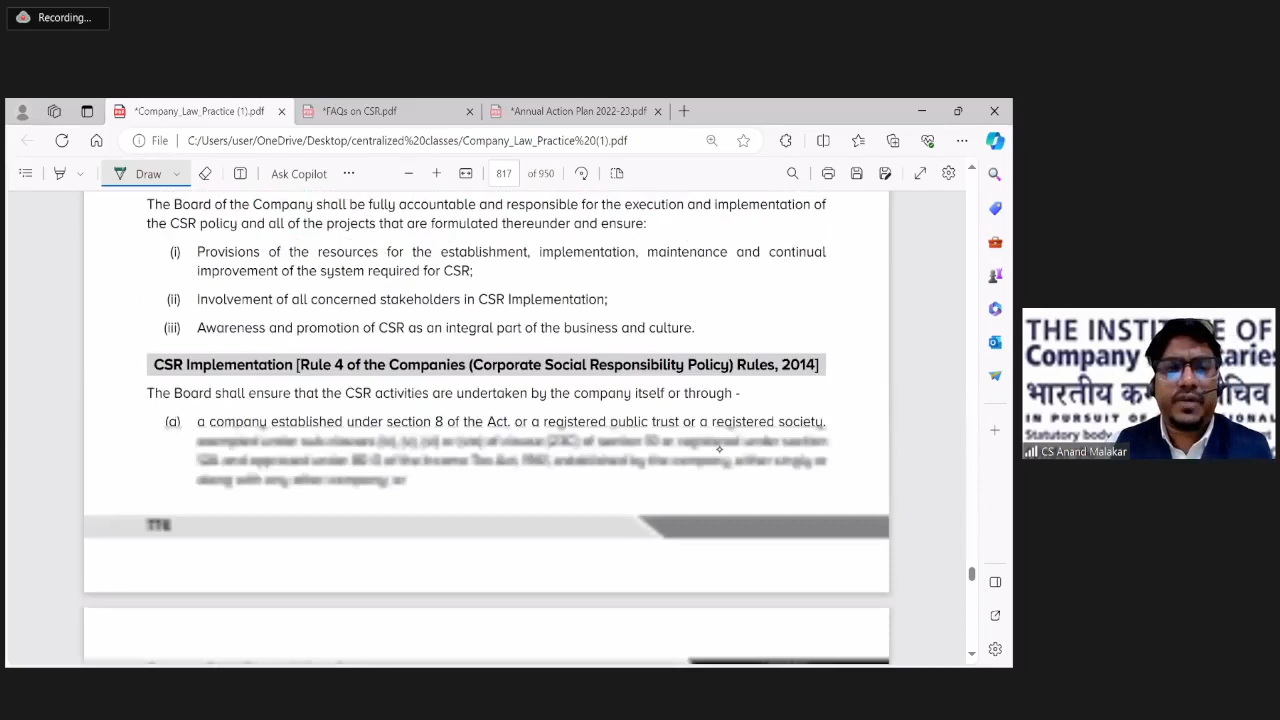 Recording...
*Company_Law_Practice (1).pdf
*FAQs on CSR.pdf
*Annual Action Plan 2022-23.pdf
File
C:/Users/user/OneDrive/Desktop/centralized%20classes/Company_Law_Practice%20(1).pdf
Draw
Ask Copilot
817 of 950
The Board of the Company shall be fully accountable and responsible for the execution and implementation of
the CSR policy and all of the projects that are formulated thereunder and ensure:
(i) Provisions of the resources for the establishment, implementation, maintenance and continual
improvement of the system required for CSR;
(ii) Involvement of all concerned stakeholders in CSR Implementation;
(iii) Awareness and promotion of CSR as an integral part of the business and culture.
CSR Implementation [Rule 4 of the Companies (Corporate Social Responsibility Policy) Rules, 2014]
The Board shall ensure that the CSR activities are undertaken by the company itself or through -
(a) a company established under section 8 of the Act, or a registered public trust or a registered society,
THE INSTITUTE OF
Company
भारतीय
IN PURSUIT OF
Statutory body
CS Anand Malakar